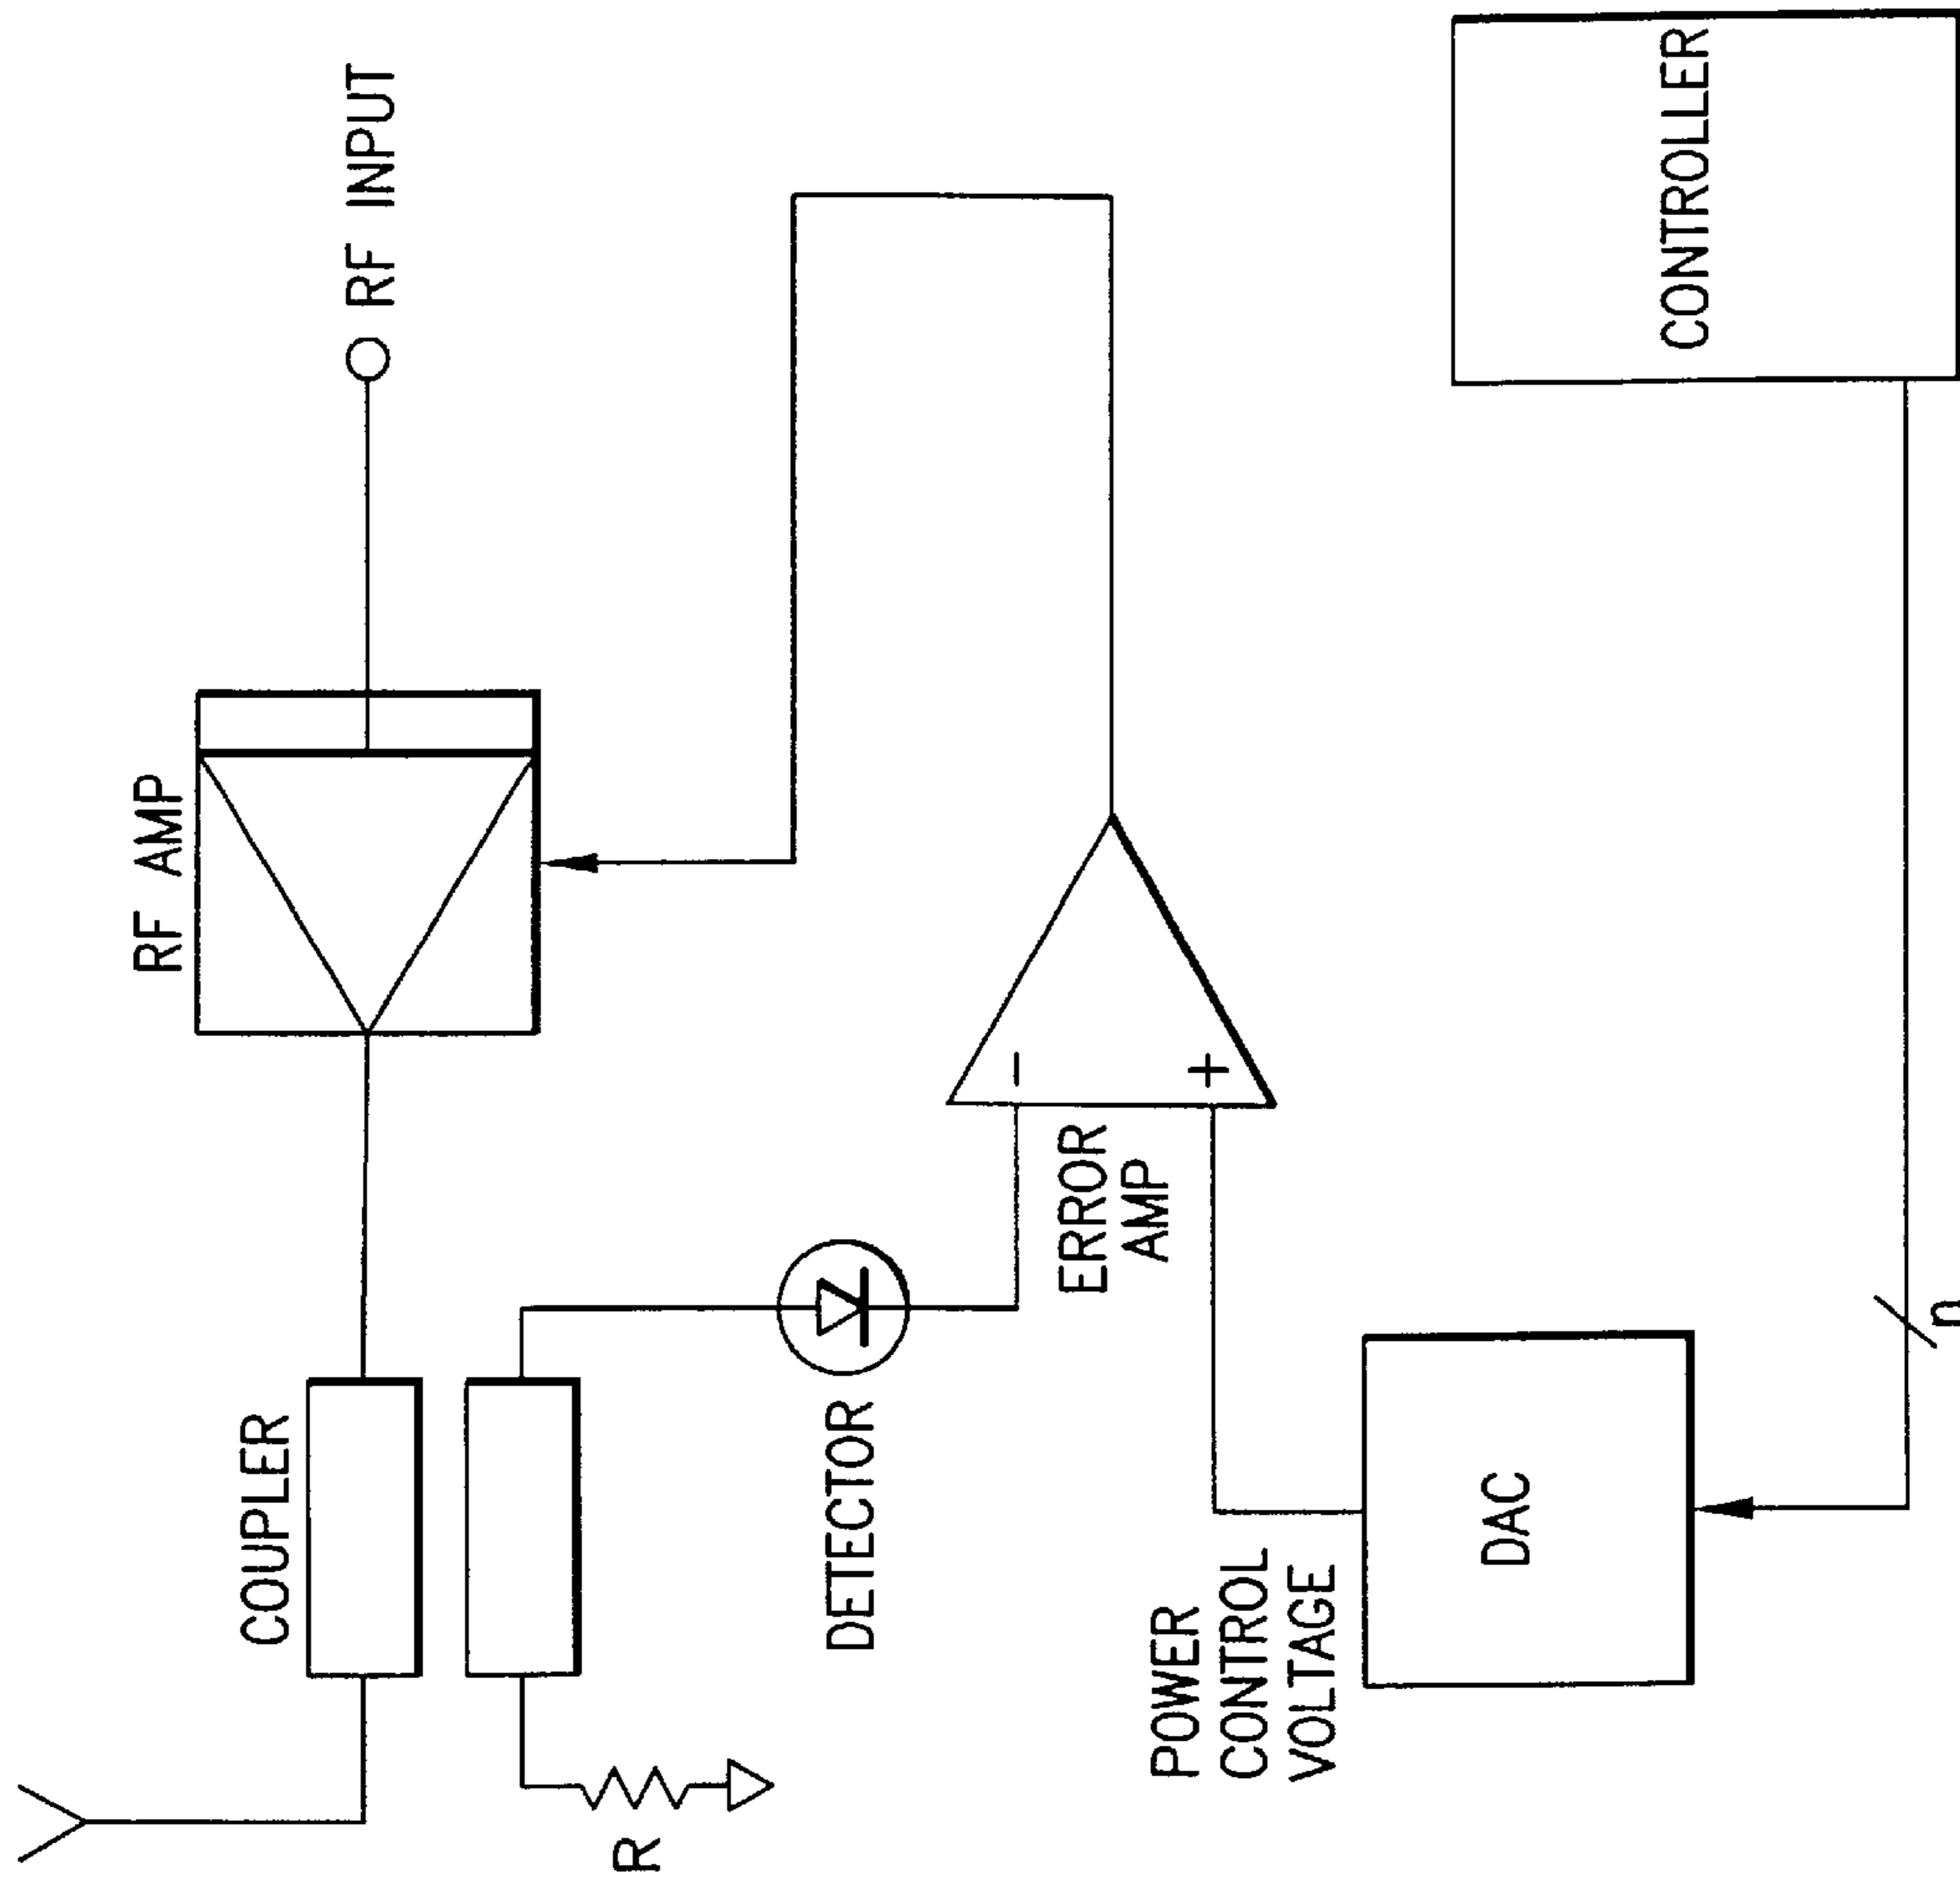 RF INPUT
RF AMP
COUPLER
R
DETECTOR
−
+
ERROR
AMP
POWER
CONTROL
VOLTAGE
DAC
n
CONTROLLER